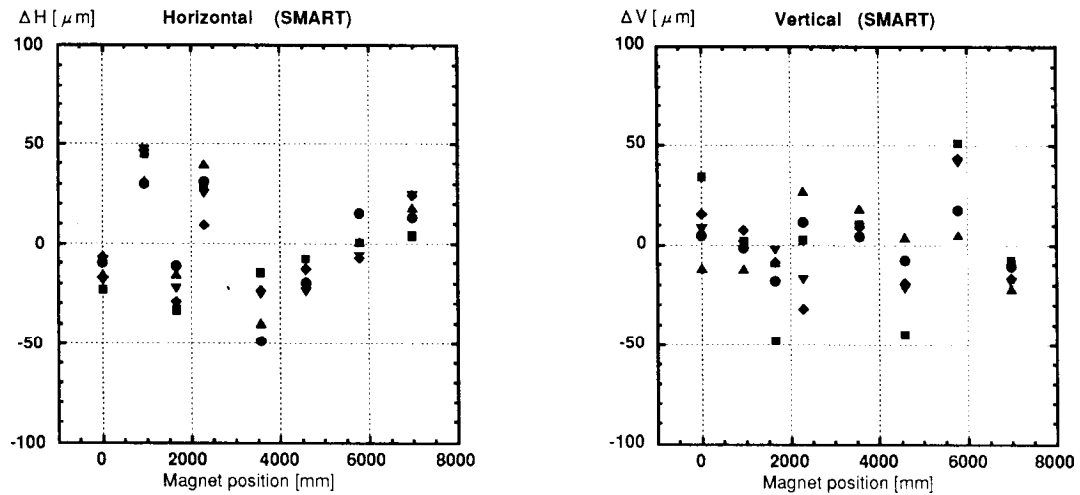 ΔH [ μm] Horizontal (SMART)
100
50
0
-50
-100
0 2000 4000 6000 8000
Magnet position [mm]
ΔV [ μm] Vertical (SMART)
100
50
0
-50
-100
0 2000 4000 6000 8000
Magnet position [mm]